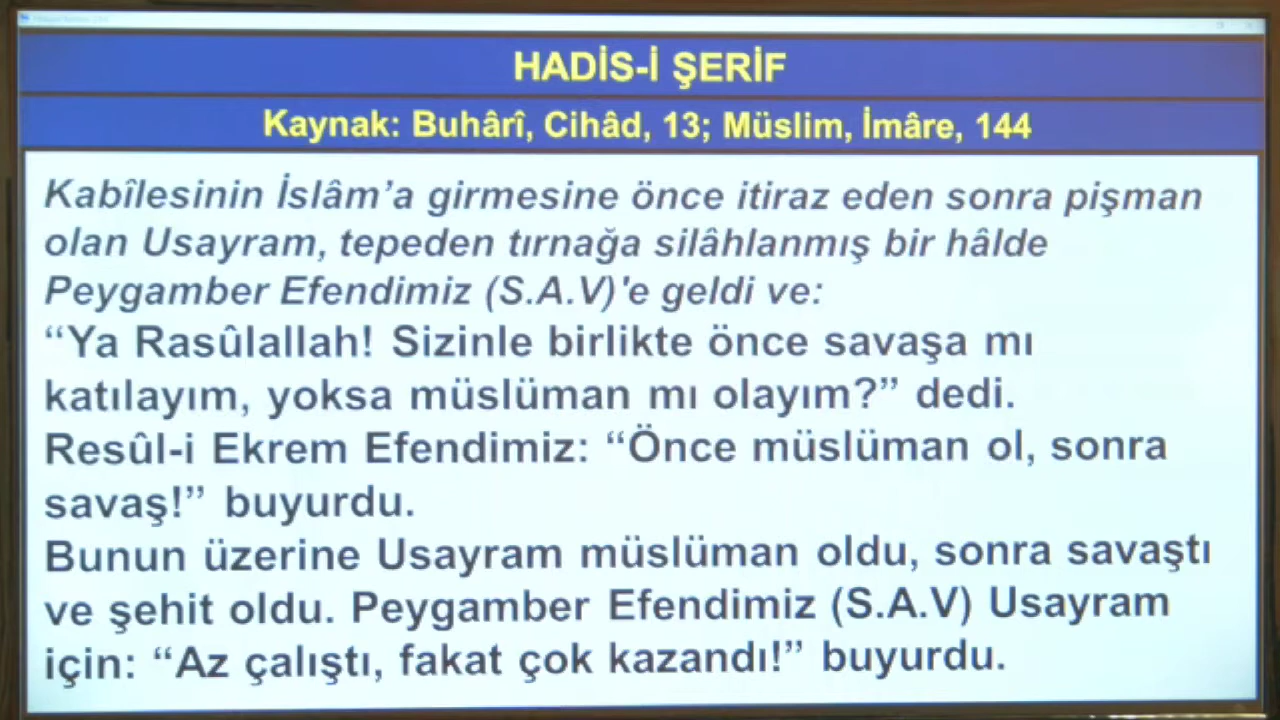 HADİS-İ ŞERİF
Kaynak: Buhârî, Cihâd, 13; Müslim, İmâre, 144
Kabîlesinin İslâm’a girmesine önce itiraz eden sonra pişman
olan Usayram, tepeden tırnağa silâhlanmış bir hâlde
Peygamber Efendimiz (S.A.V)'e geldi ve:
“Ya Rasûlallah! Sizinle birlikte önce savaşa mı
katılayım, yoksa müslüman mı olayım?” dedi.
Resûl-i Ekrem Efendimiz: “Önce müslüman ol, sonra
savaş!” buyurdu.
Bunun üzerine Usayram müslüman oldu, sonra savaştı
ve şehit oldu. Peygamber Efendimiz (S.A.V) Usayram
için: “Az çalıştı, fakat çok kazandı!” buyurdu.